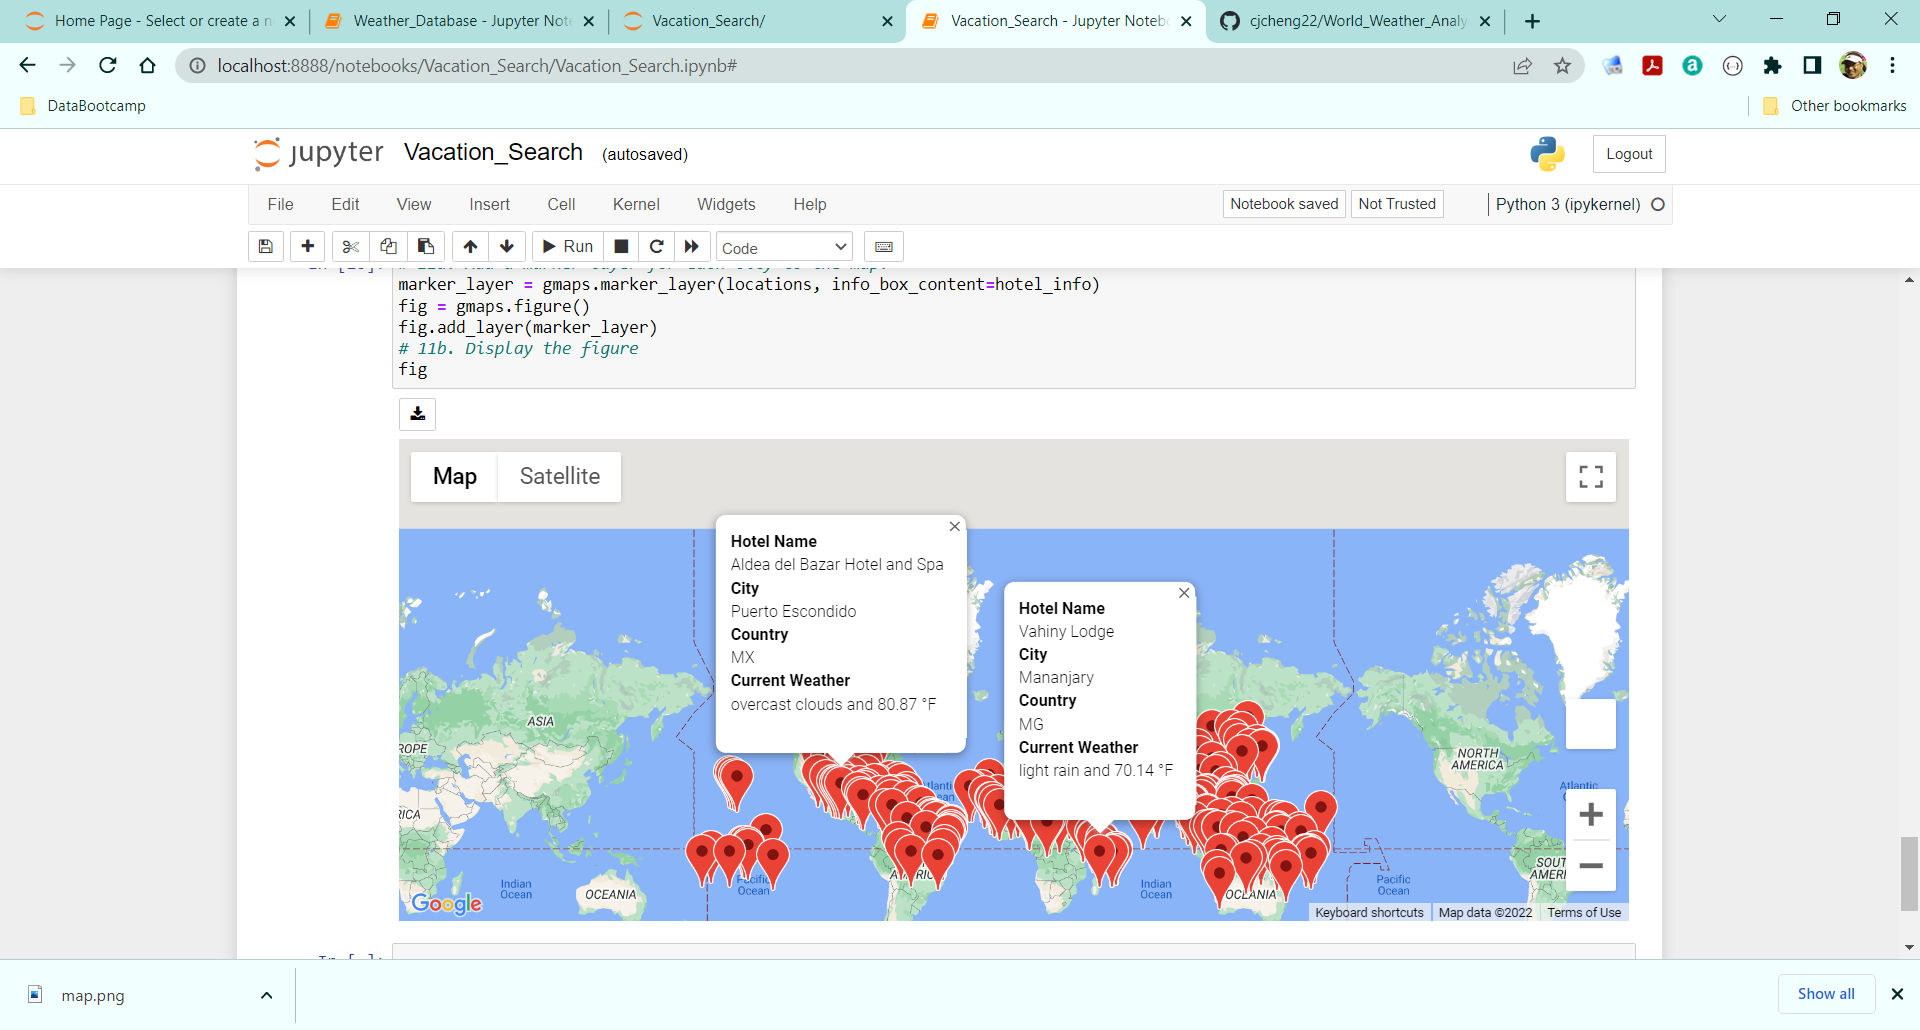 Home Page - Select or create a n
Weather_Database - Jupyter Note
Vacation_Search/
Vacation_Search - Jupyter Notebo
cjcheng22/World_Weather_Analy
localhost:8888/notebooks/Vacation_Search/Vacation_Search.ipynb#
DataBootcamp
Other bookmarks
jupyter Vacation_Search (autosaved)
Logout
File Edit View Insert Cell Kernel Widgets Help
Notebook saved Not Trusted Python 3 (ipykernel)
Run
Code
marker_layer = gmaps.marker_layer(locations, info_box_content=hotel_info)
fig = gmaps.figure()
fig.add_layer(marker_layer)
# 11b. Display the figure
fig
Map Satellite
Hotel Name
Aldea del Bazar Hotel and Spa
City
Puerto Escondido
Country
MX
Current Weather
overcast clouds and 80.87 °F
Hotel Name
Vahiny Lodge
City
Mananjary
Country
MG
Current Weather
light rain and 70.14 °F
ASIA
ROPE
RICA
Indian
Ocean
OCEANIA
Pacific
Ocean
Indian
Ocean
OCEANIA
NORTH
AMERICA
Atlantic
Pacific
Ocean
SOUT
AMERI
Google
Keyboard shortcuts Map data ©2022 Terms of Use
map.png
Show all